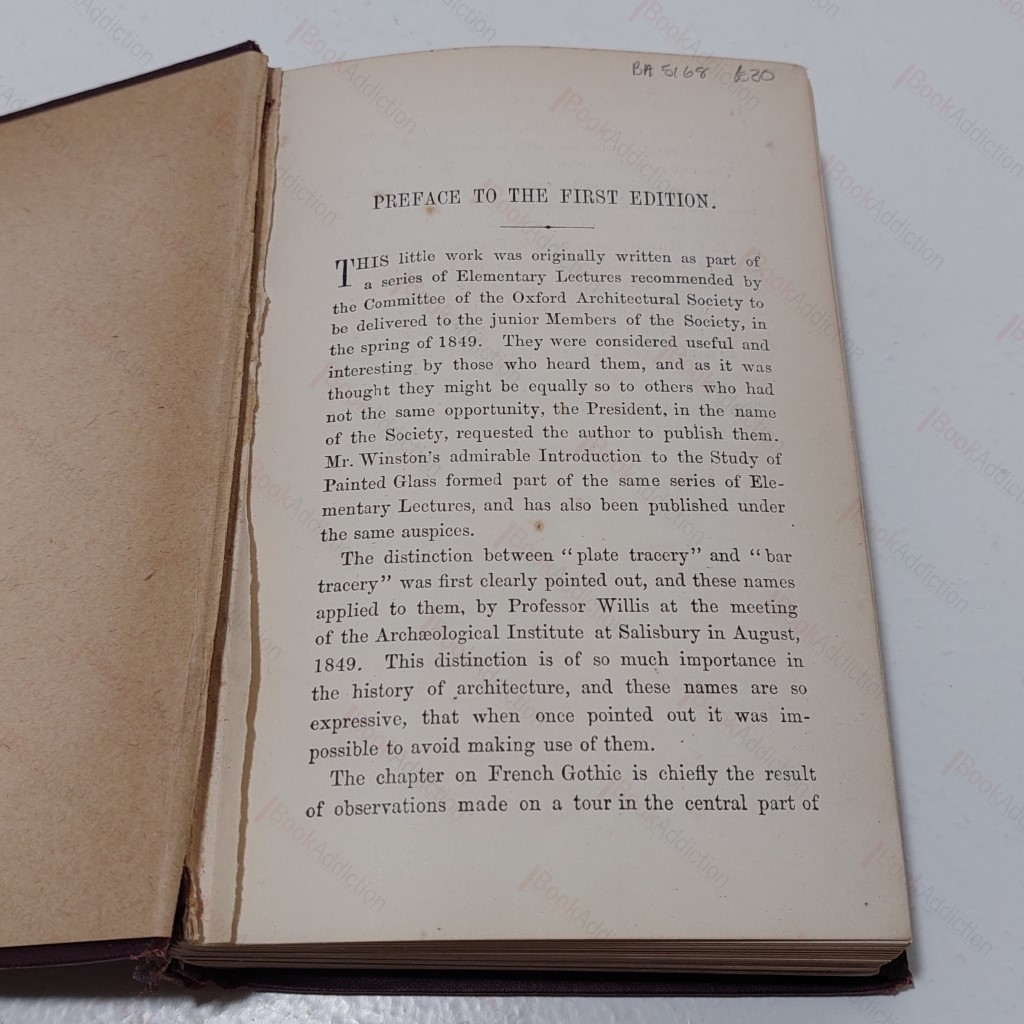 BA 5168 £30
PREFACE TO THE FIRST EDITION.
THIS little work was originally written as part of
a series of Elementary Lectures recommended by
the Committee of the Oxford Architectural Society to
be delivered to the junior Members of the Society, in
the spring of 1849. They were considered useful and
interesting by those who heard them, and as it was
thought they might be equally so to others who had
not the same opportunity, the President, in the name
of the Society, requested the author to publish them.
Mr. Winston's admirable Introduction to the Study of
Painted Glass formed part of the same series of Ele-
mentary Lectures, and has also been published under
the same auspices.
The distinction between “plate tracery” and “bar
tracery” was first clearly pointed out, and these names
applied to them, by Professor Willis at the meeting
of the Archæological Institute at Salisbury in August,
1849. This distinction is of so much importance in
the history of architecture, and these names are so
expressive, that when once pointed out it was im-
possible to avoid making use of them.
The chapter on French Gothic is chiefly the result
of observations made on a tour in the central part of
BookAddiction